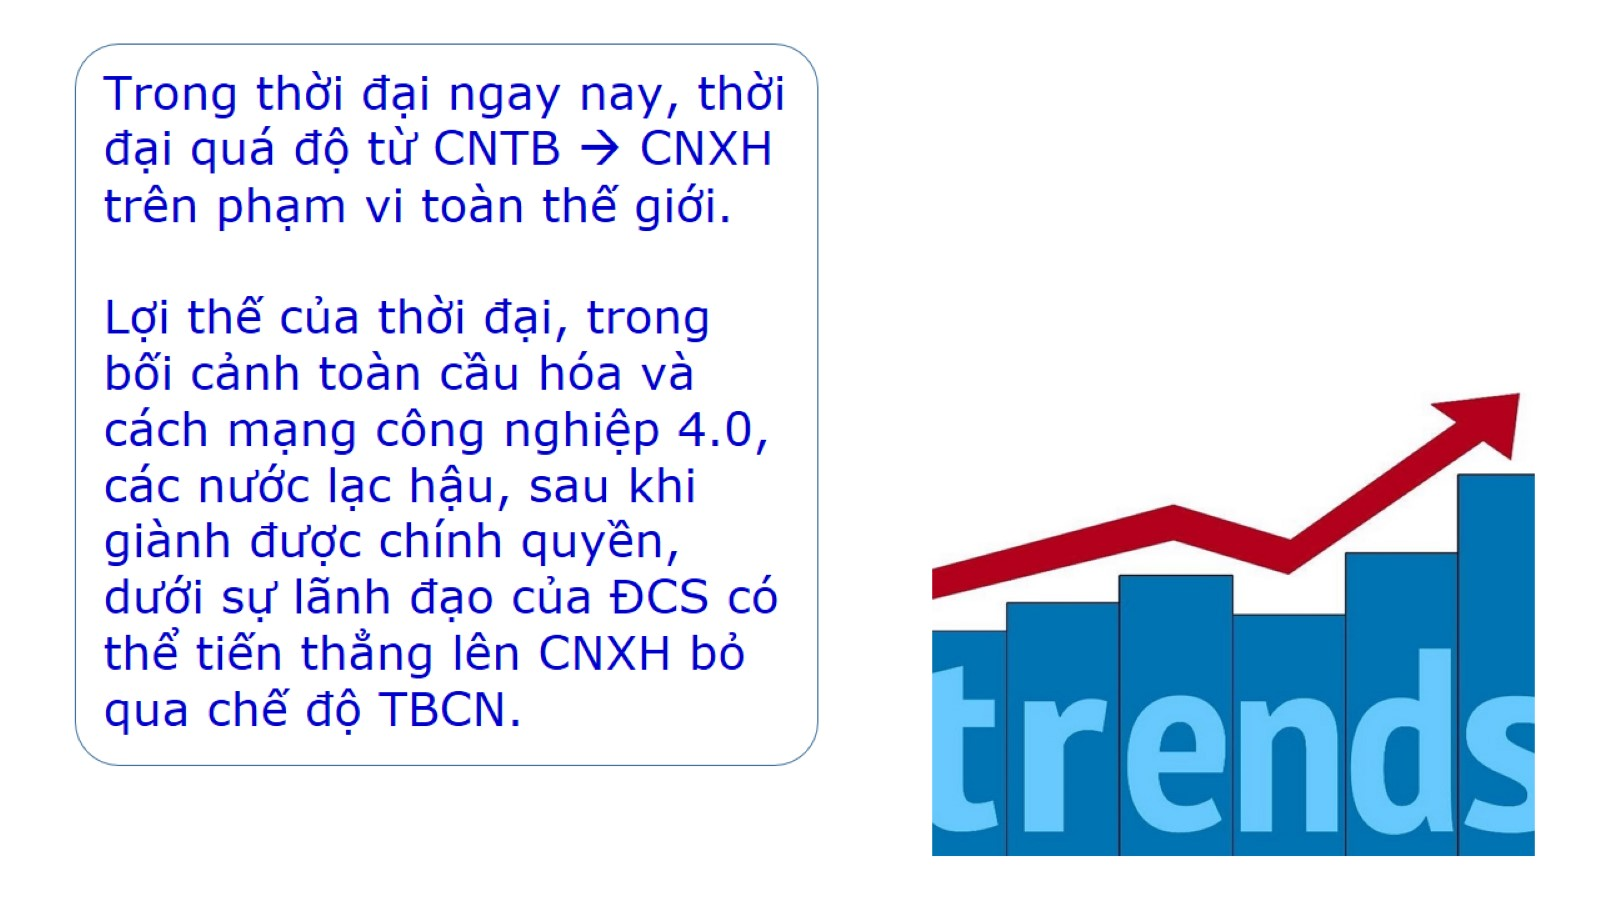 Trong thời đại ngay nay, thời
đại quá độ từ CNTB → CNXH
trên phạm vi toàn thế giới.
Lợi thế của thời đại, trong
bối cảnh toàn cầu hóa và
cách mạng công nghiệp 4.0,
các nước lạc hậu, sau khi
giành được chính quyền,
dưới sự lãnh đạo của ĐCS có
thể tiến thẳng lên CNXH bỏ
qua chế độ TBCN.
trends